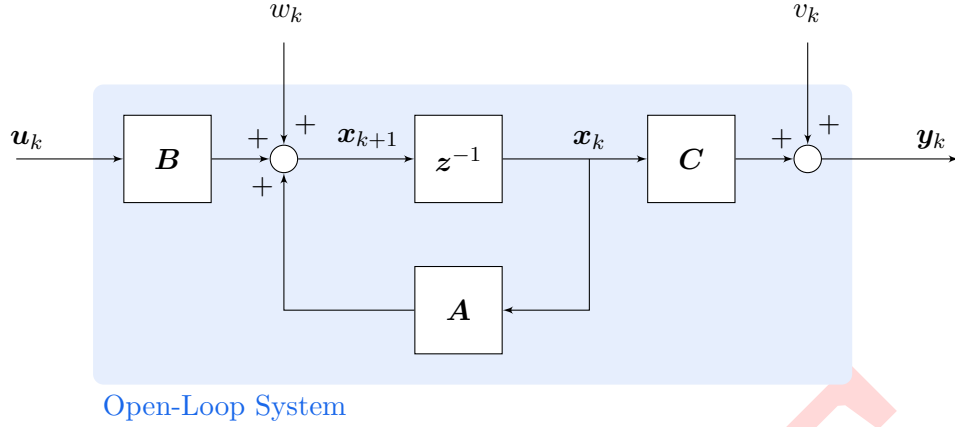 w_k
v_k
u_k
B
+
+
+
x_{k+1}
z^{-1}
x_k
C
+
+
y_k
A
Open-Loop System